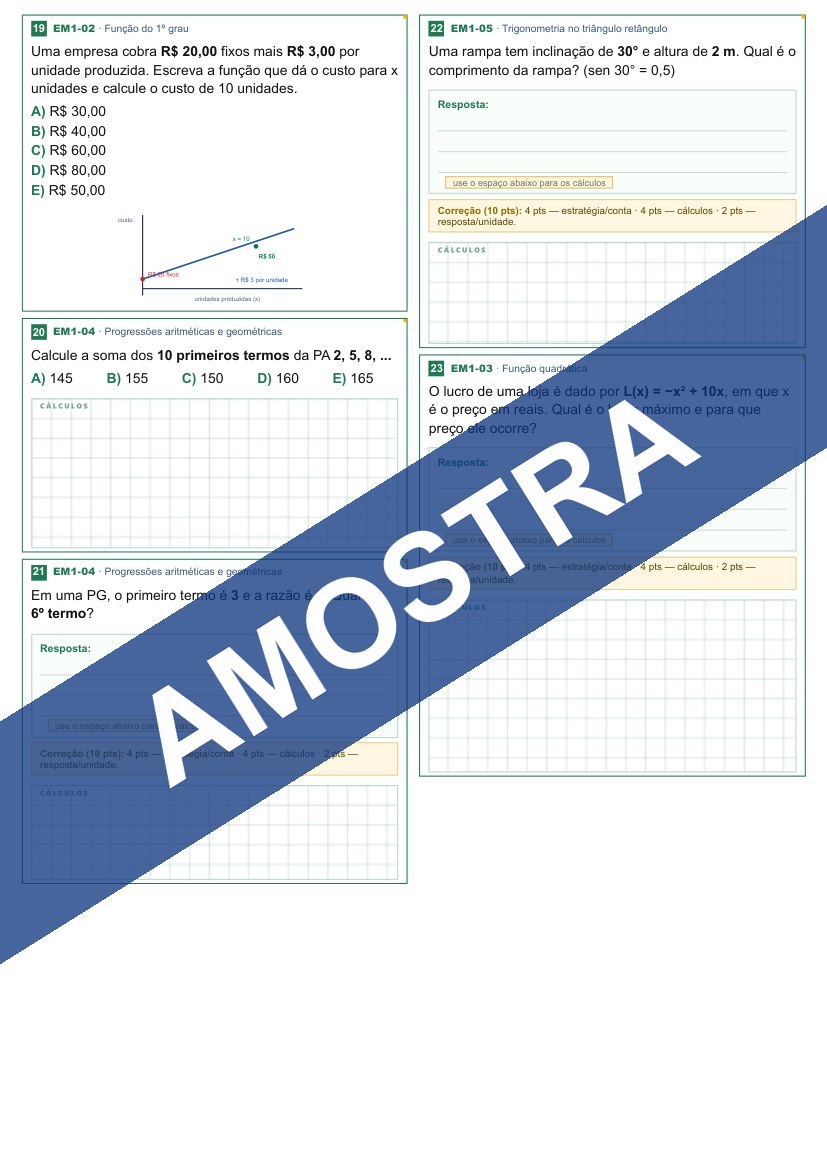 19 EM1-02 · Função do 1º grau
Uma empresa cobra R$ 20,00 fixos mais R$ 3,00 por
unidade produzida. Escreva a função que dá o custo para x
unidades e calcule o custo de 10 unidades.
A) R$ 30,00
B) R$ 40,00
C) R$ 60,00
D) R$ 80,00
E) R$ 50,00
custo
x = 10
R$ 50
R$ 20 fixos
+ R$ 3 por unidade
unidades produzidas (x)
20 EM1-04 · Progressões aritméticas e geométricas
Calcule a soma dos 10 primeiros termos da PA 2, 5, 8, ...
A) 145 B) 155 C) 150 D) 160 E) 165
CÁLCULOS
21 EM1-04 · Progressões aritméticas e geométricas
Em uma PG, o primeiro termo é 3 e a razão é
6º termo?
Resposta:
use o espaço abaixo para
Correção (10 pts): 4 pts — conta · 4 pts — cálculos · 2 pts —
resposta/unidade.
CÁLCULOS
22 EM1-05 · Trigonometria no triângulo retângulo
Uma rampa tem inclinação de 30° e altura de 2 m. Qual é o
comprimento da rampa? (sen 30° = 0,5)
Resposta:
use o espaço abaixo para os cálculos
Correção (10 pts): 4 pts — estratégia/conta · 4 pts — cálculos · 2 pts —
resposta/unidade.
CÁLCULOS
23 EM1-03 · Função quadrática
O lucro de uma loja é dado por L(x) = −x² + 10x, em que x
é o preço em reais. Qual é o máximo e para que
preço ele ocorre?
Resposta:
use o abaixo para cálculos
4 pts — estratégia/conta · 4 pts — cálculos · 2 pts —
AMOSTRA